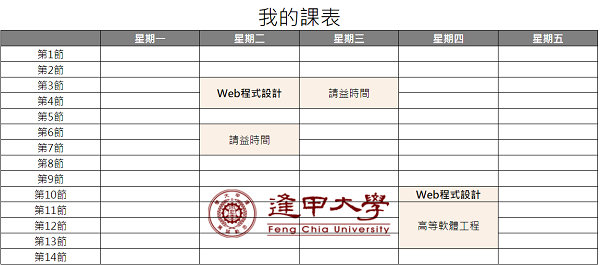 我的課表
星期一 星期二 星期三 星期四 星期五
第1節
第2節
第3節
Web程式設計 請益時間
第4節
第5節
第6節
請益時間
第7節
第8節
第9節
第10節 Web程式設計
第11節
第12節 高等軟體工程
第13節
第14節
逢甲大學
Feng Chia University